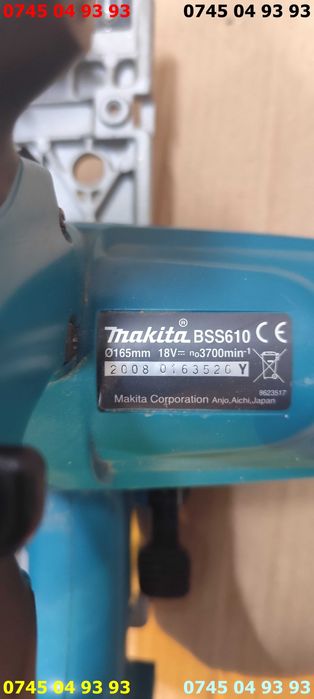 0745 04 93 93 0745 04 93 93
makita® BSS610 CE
Ø165mm 18V⎓ n₀3700min⁻¹
2008 0163526 Y
8623517
Makita Corporation Anjo,Aichi,Japan
0745 04 93 93 0745 04 93 93